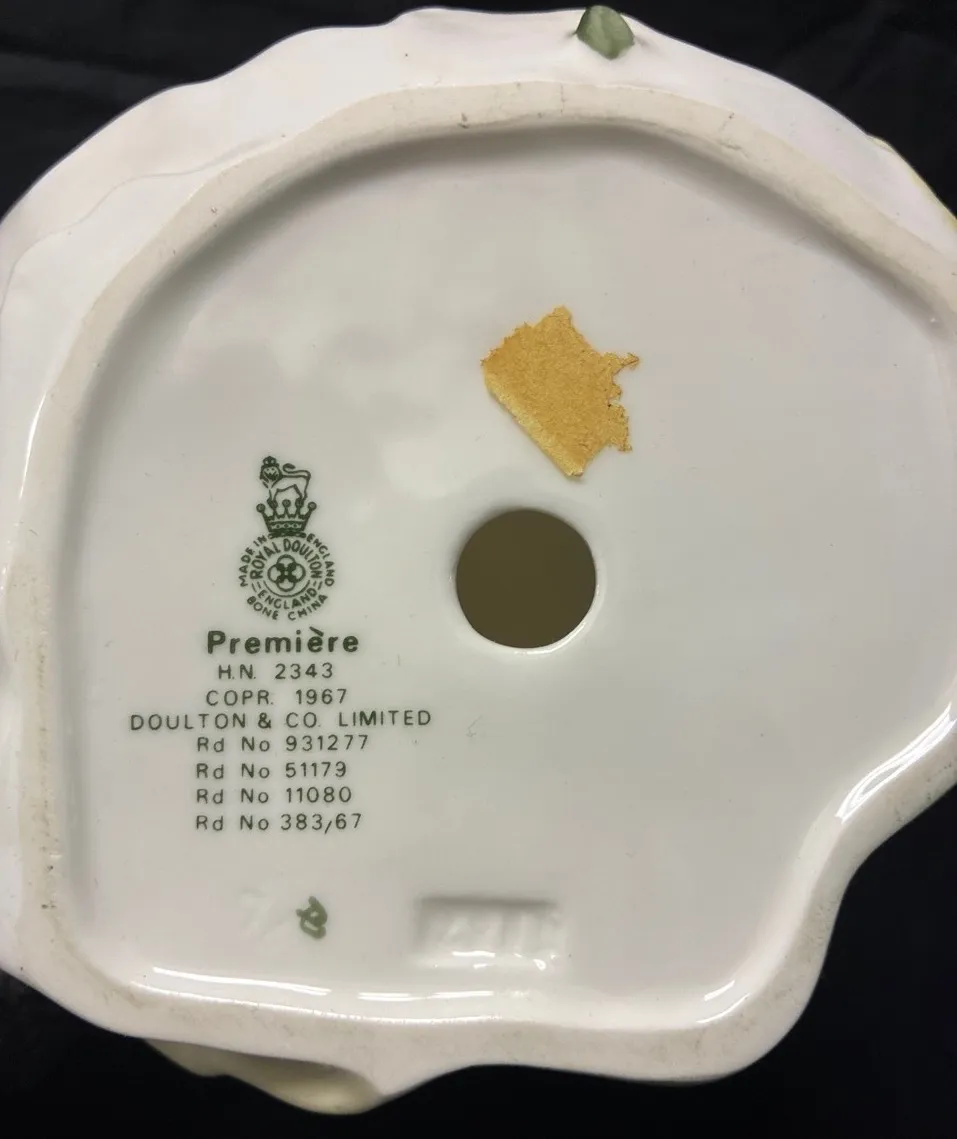 MADE IN ENGLAND
ROYAL DOULTON
ENGLAND
BONE CHINA
Première
H.N. 2343
COPR. 1967
DOULTON & CO. LIMITED
Rd No 931277
Rd No 51179
Rd No 11080
Rd No 383/67